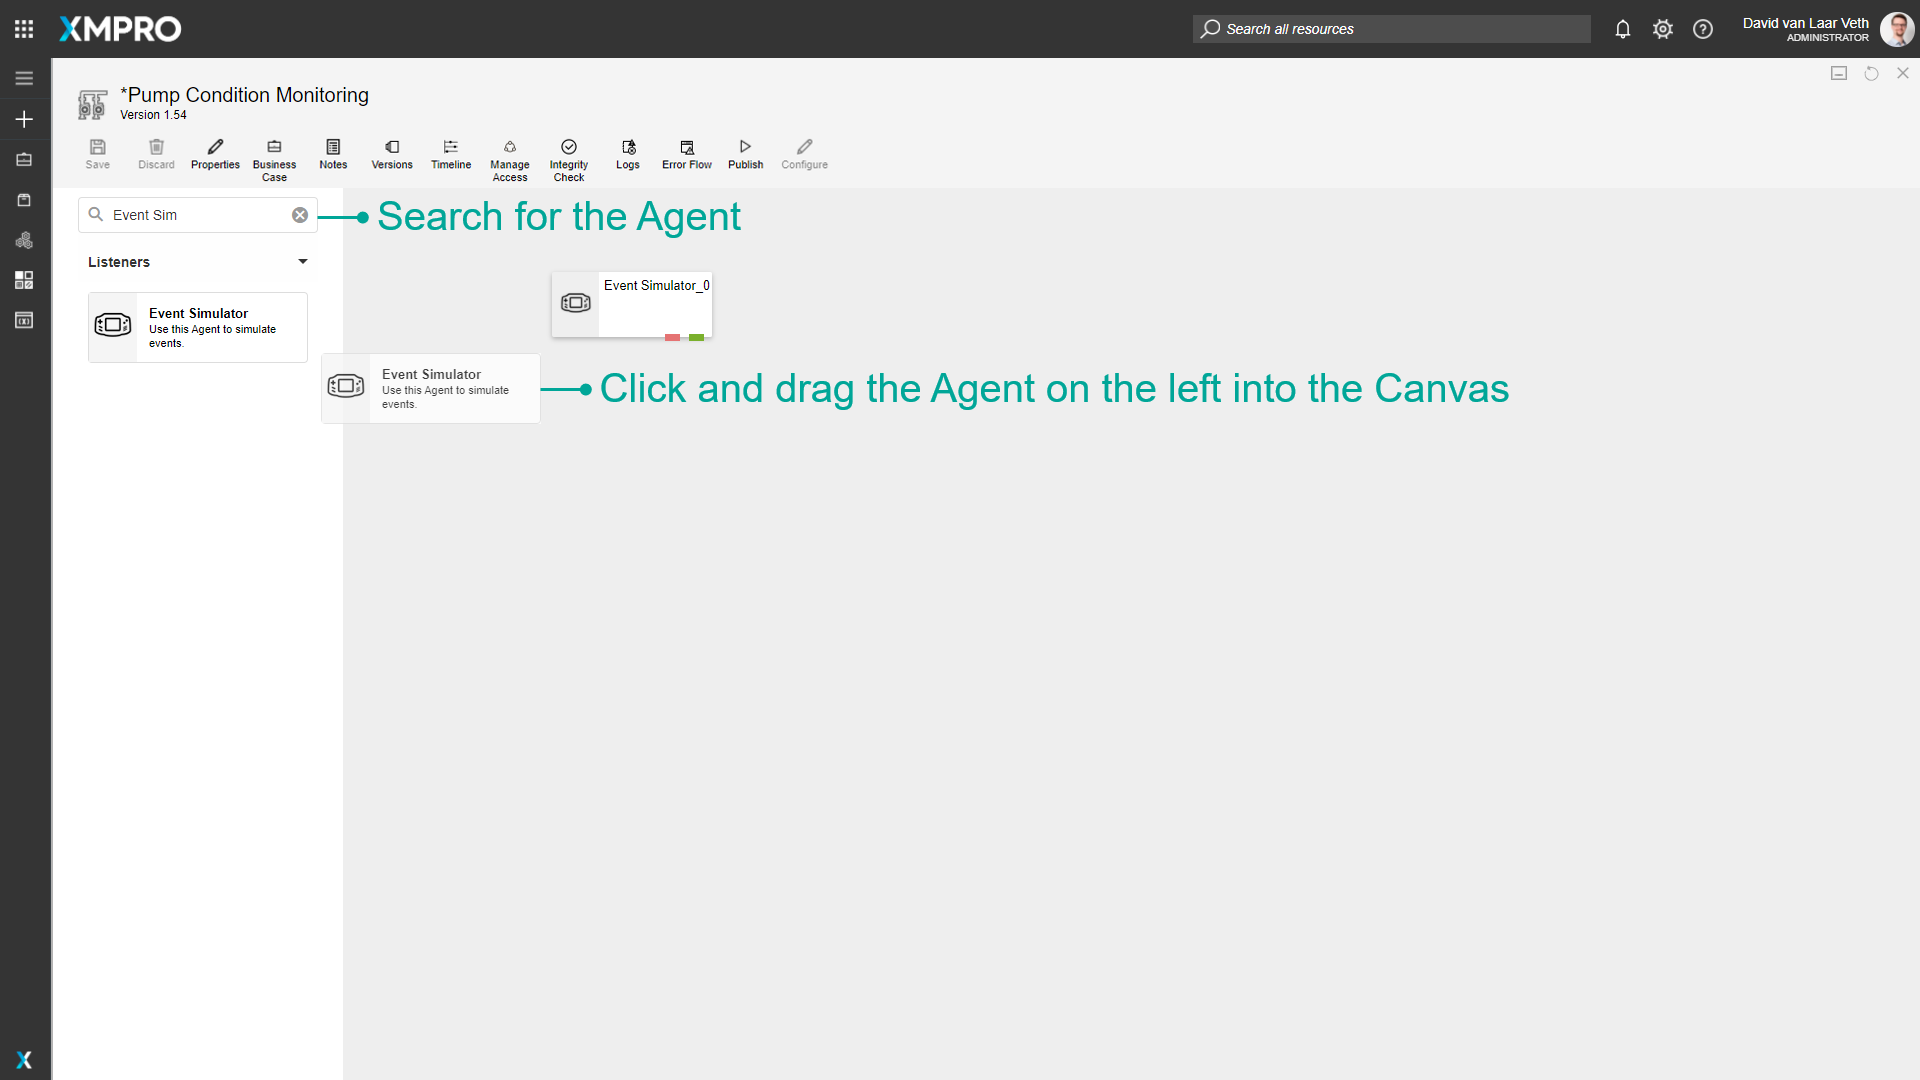 XMPRO
Search all resources
David van Laar Veth
ADMINISTRATOR
*Pump Condition Monitoring
Version 1.54
Save
Discard
Properties
Business
Case
Notes
Versions
Timeline
Manage
Access
Integrity
Check
Logs
Error Flow
Publish
Configure
Event Sim
Search for the Agent
Listeners
Event Simulator_0
Event Simulator
Use this Agent to simulate
events.
Event Simulator
Use this Agent to simulate
events.
Click and drag the Agent on the left into the Canvas